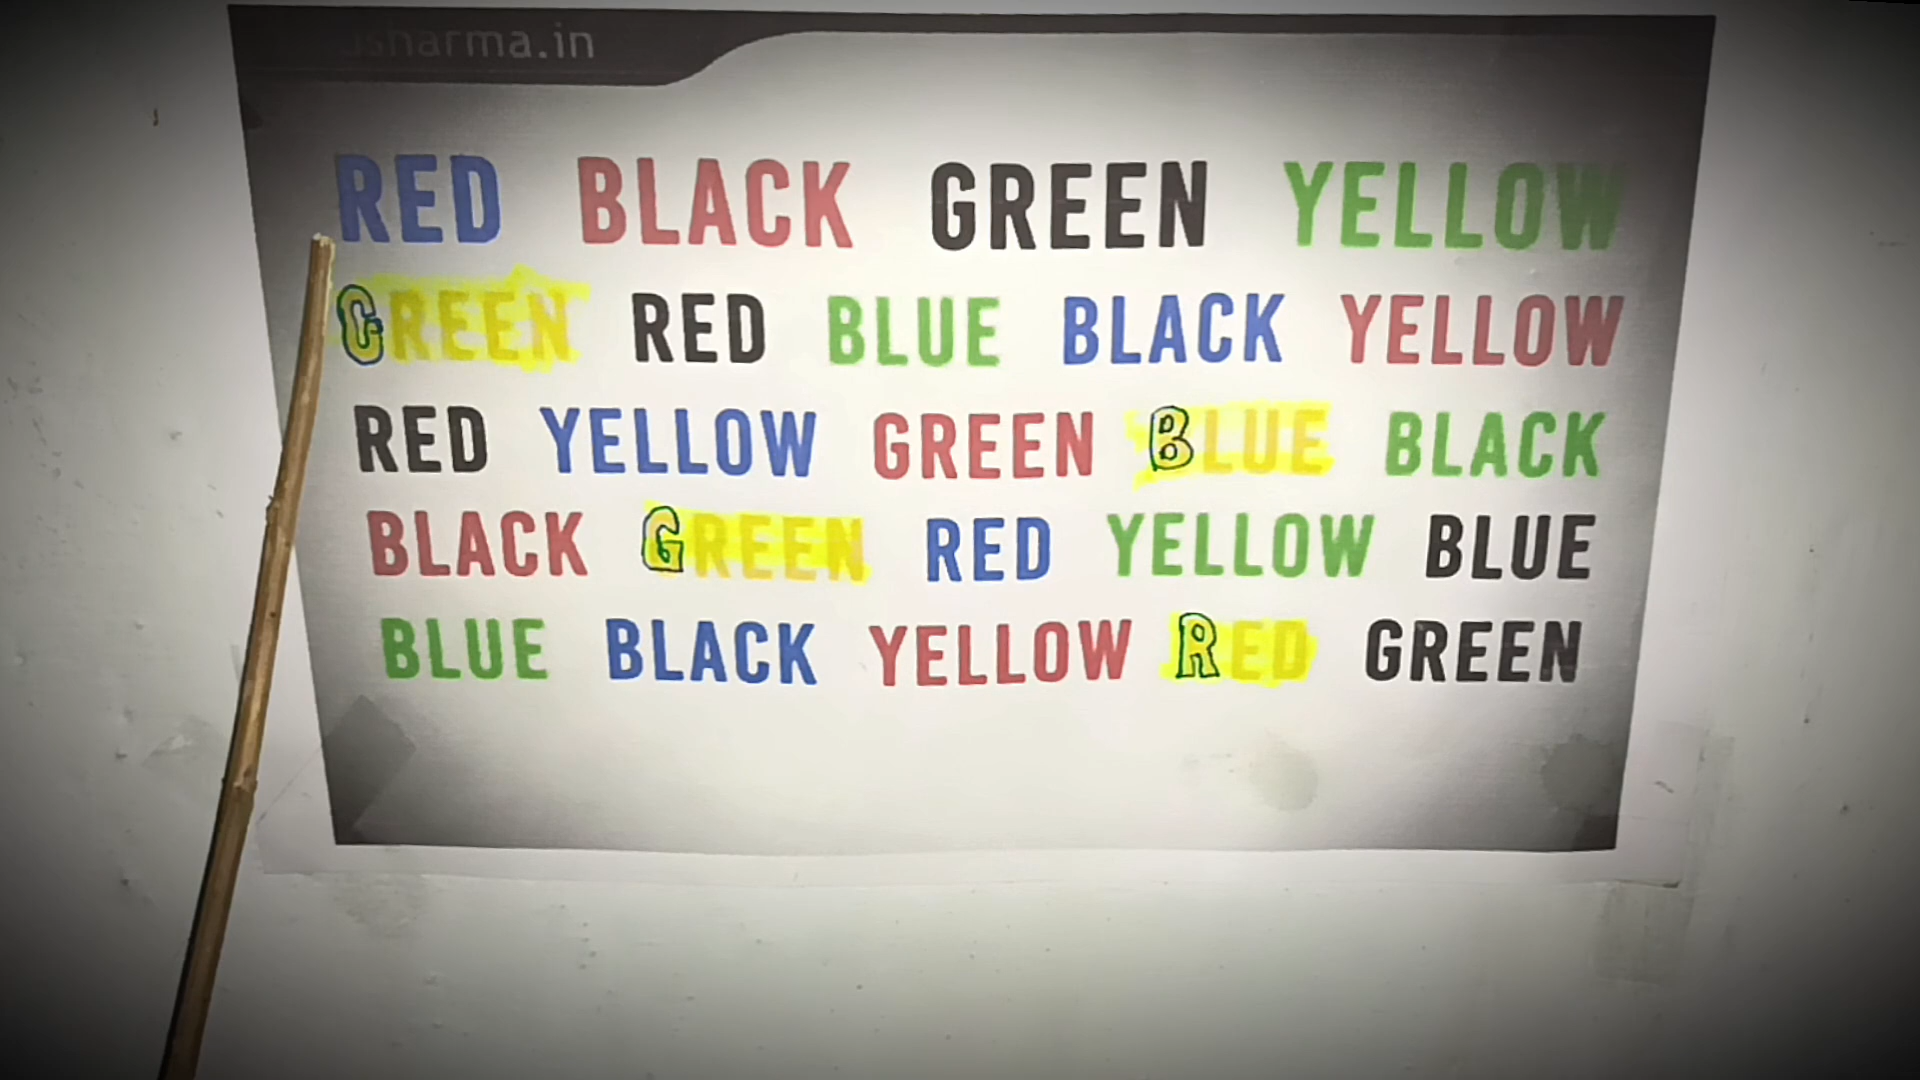 sharma.in
RED BLACK GREEN YELLOW
GREEN RED BLUE BLACK YELLOW
RED YELLOW GREEN BLUE BLACK
BLACK GREEN RED YELLOW BLUE
BLUE BLACK YELLOW RED GREEN